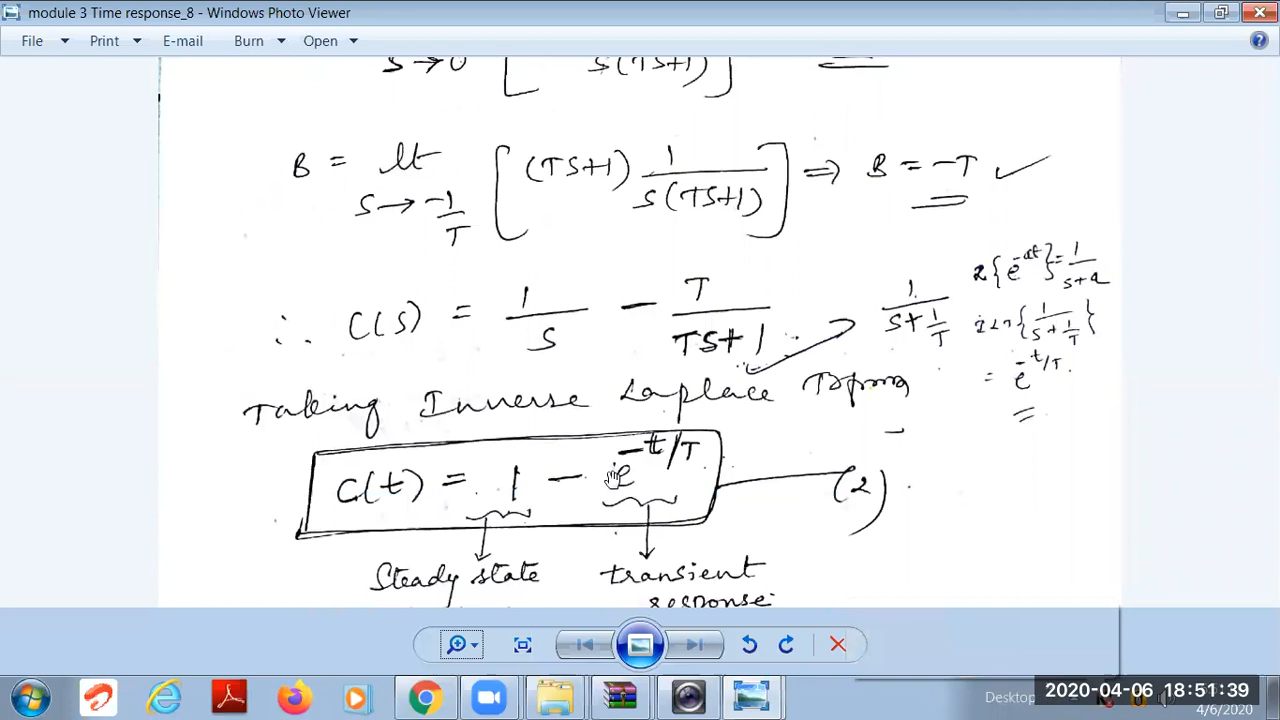 module 3 Time response_8 - Windows Photo Viewer
File Print E-mail Burn Open
S→0 [ s(TS+1) ]
B = lt S→-1/T [ (TS+1) 1/s(TS+1) ] ⇒ B = -T ✓
∴ C(S) = 1/S - T/TS+1
1/S+1/T
{e^-at} = 1/s+a
{1/s+1/T}
= e^-t/T
Taking Inverse Laplace
C(t) = 1 - e^-t/T (2)
Steady state transient
response
Desktop
2020-04-06 18:51:39
4/6/2020